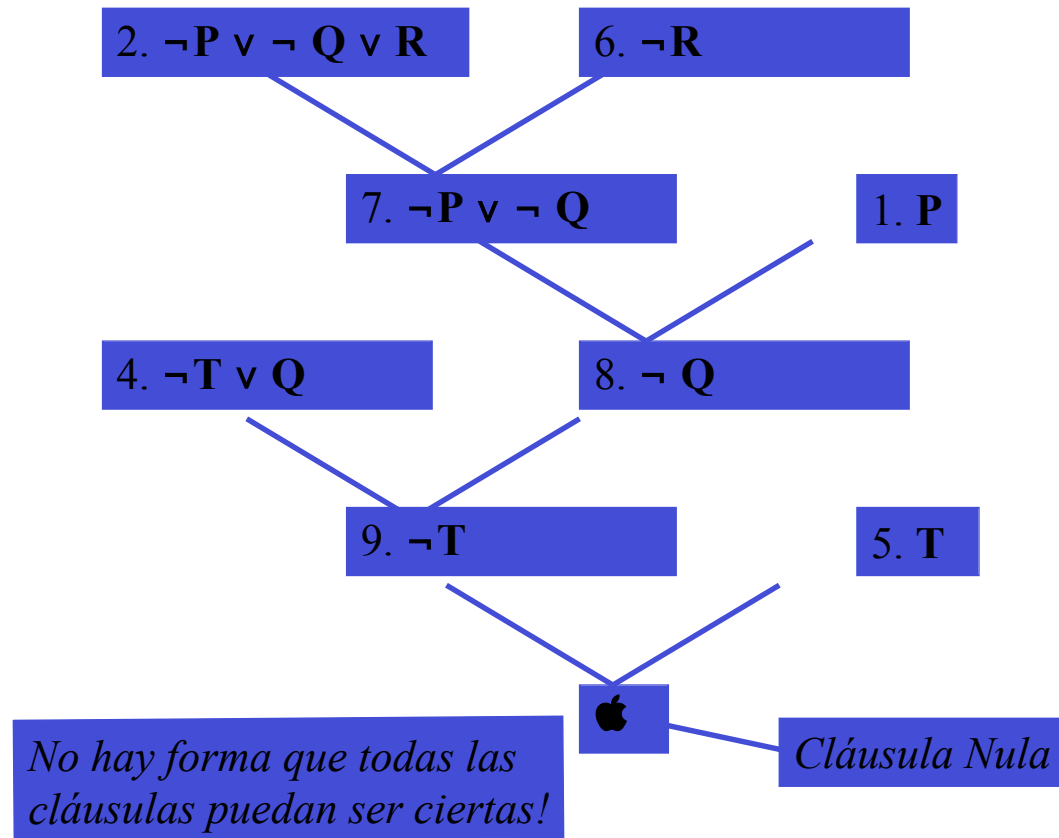 2. ¬P ∨ ¬ Q ∨ R
6. ¬R
7. ¬P ∨ ¬ Q
1. P
4. ¬T ∨ Q
8. ¬ Q
9. ¬T
5. T

No hay forma que todas las
cláusulas puedan ser ciertas!
Cláusula Nula